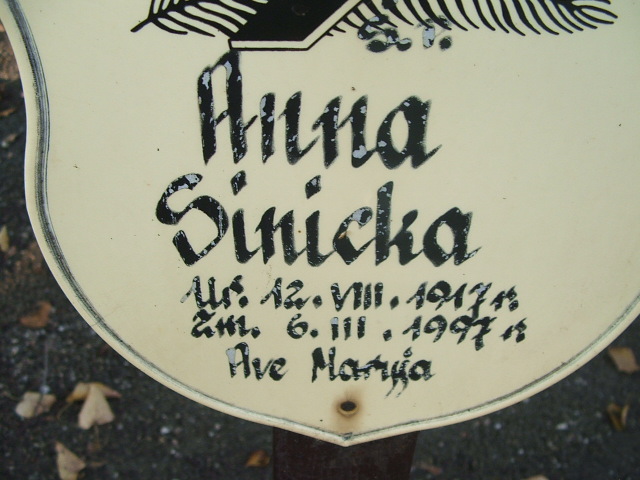 Ś.P.
Anna
Sinicka
Ur. 12. VIII. 1917 r.
Zm. 6. III. 1997 r.
Ave Maryja